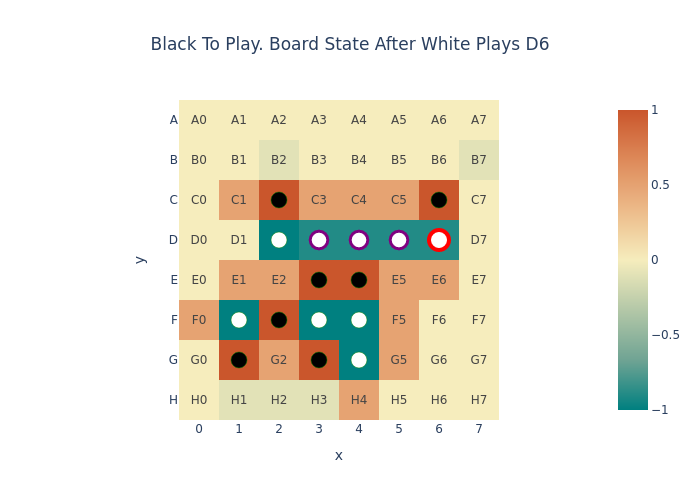 Black To Play. Board State After White Plays D6
A A0 A1 A2 A3 A4 A5 A6 A7
B B0 B1 B2 B3 B4 B5 B6 B7
C C0 C1 C3 C4 C5 C7
D D0 D1 D7
E E0 E1 E2 E5 E6 E7
F F0 F5 F6 F7
G G0 G2 G5 G6 G7
H H0 H1 H2 H3 H4 H5 H6 H7
0 1 2 3 4 5 6 7
x
y
1
0.5
0
−0.5
−1